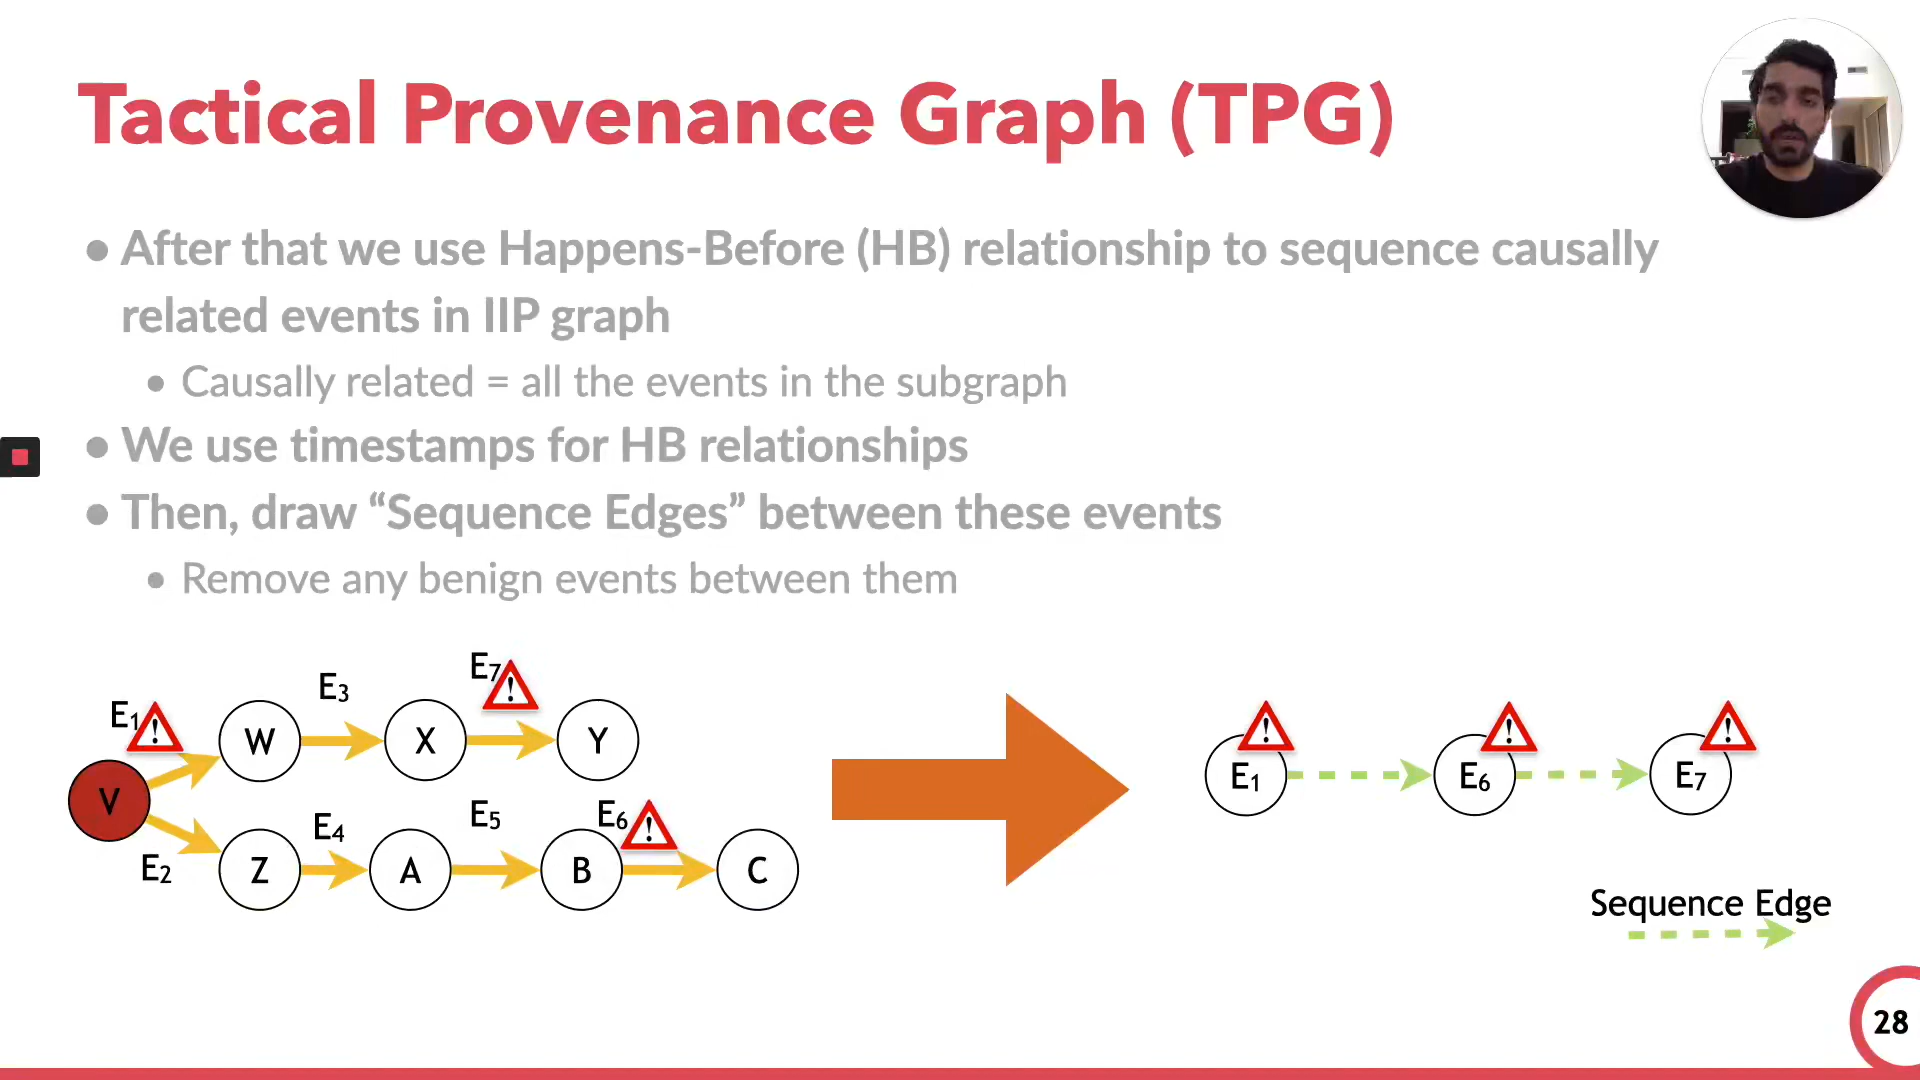 Tactical Provenance Graph (TPG)
• After that we use Happens-Before (HB) relationship to sequence causally
related events in IIP graph
• Causally related = all the events in the subgraph
• We use timestamps for HB relationships
• Then, draw “Sequence Edges” between these events
• Remove any benign events between them
E7
E3
E1
W
X
Y
E1
E6
E7
V
E4
E5
E6
E2
Z
A
B
C
Sequence Edge
28